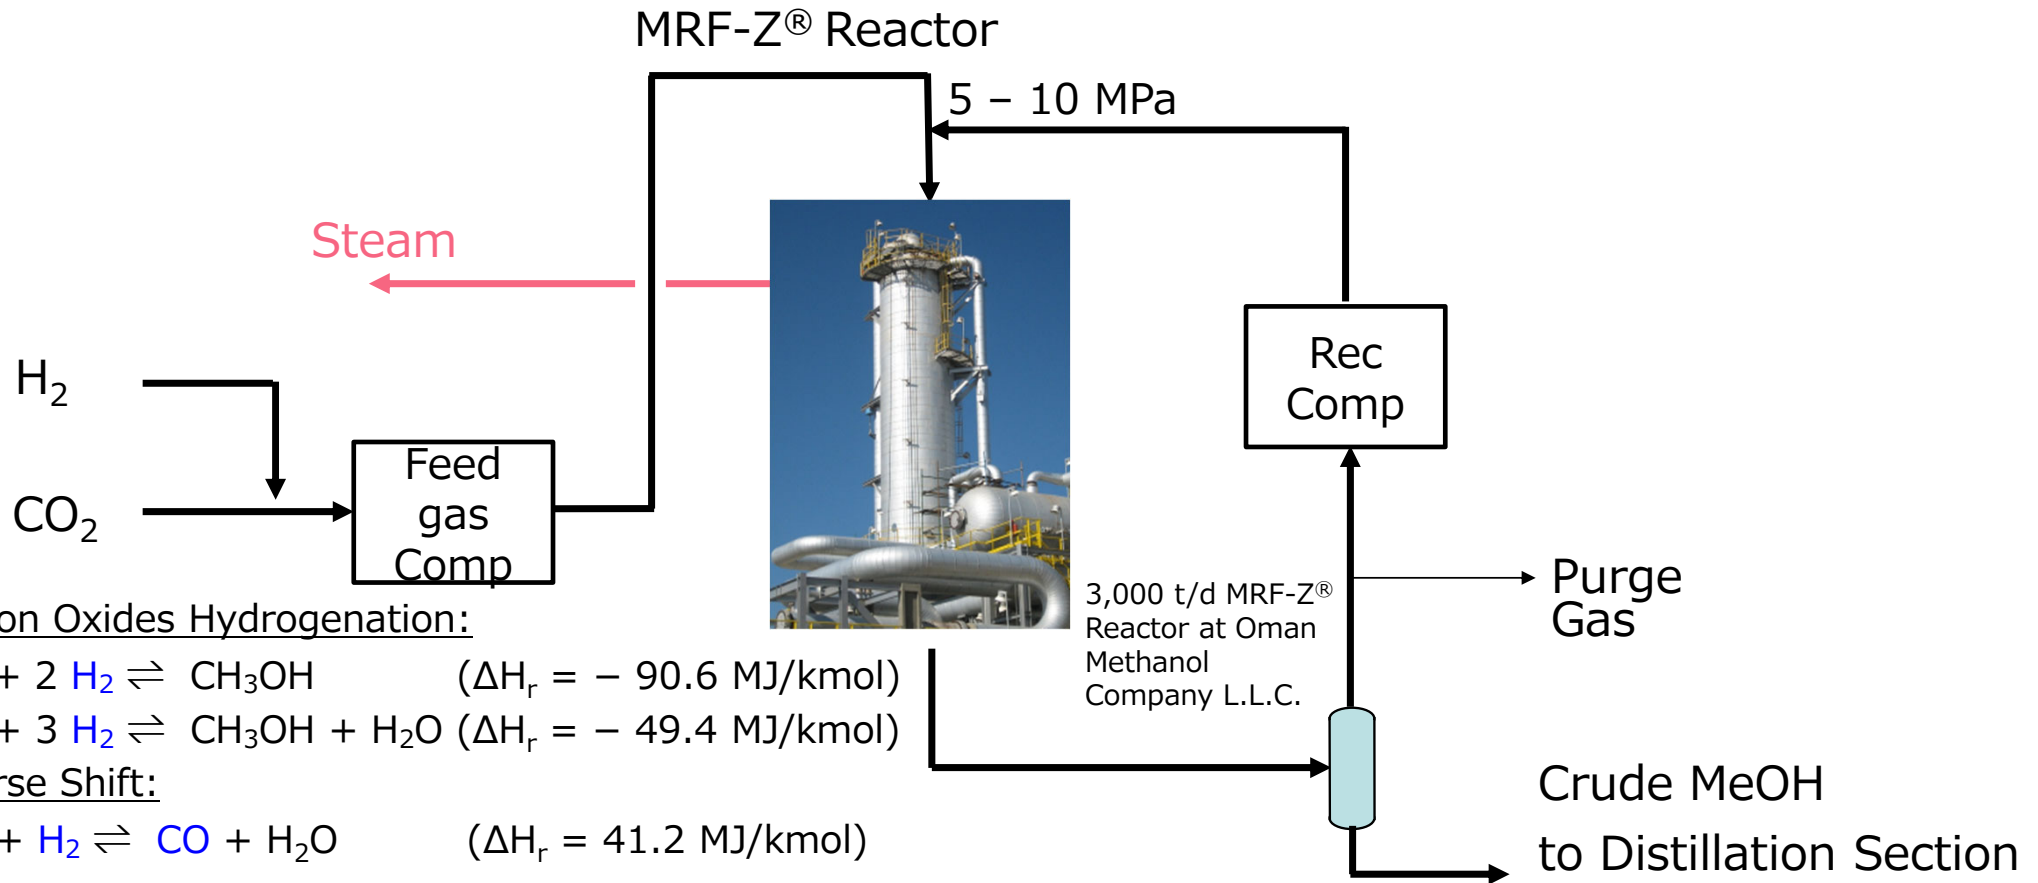 MRF-Z® Reactor
5 – 10 MPa
Steam
H₂
CO₂
Feed
gas
Comp
Rec
Comp
Purge
Gas
3,000 t/d MRF-Z®
Reactor at Oman
Methanol
Company L.L.C.
on Oxides Hydrogenation:
+ 2 H₂ ⇌ CH₃OH (ΔHᵣ = − 90.6 MJ/kmol)
+ 3 H₂ ⇌ CH₃OH + H₂O (ΔHᵣ = − 49.4 MJ/kmol)
rse Shift:
+ H₂ ⇌ CO + H₂O (ΔHᵣ = 41.2 MJ/kmol)
Crude MeOH
to Distillation Section